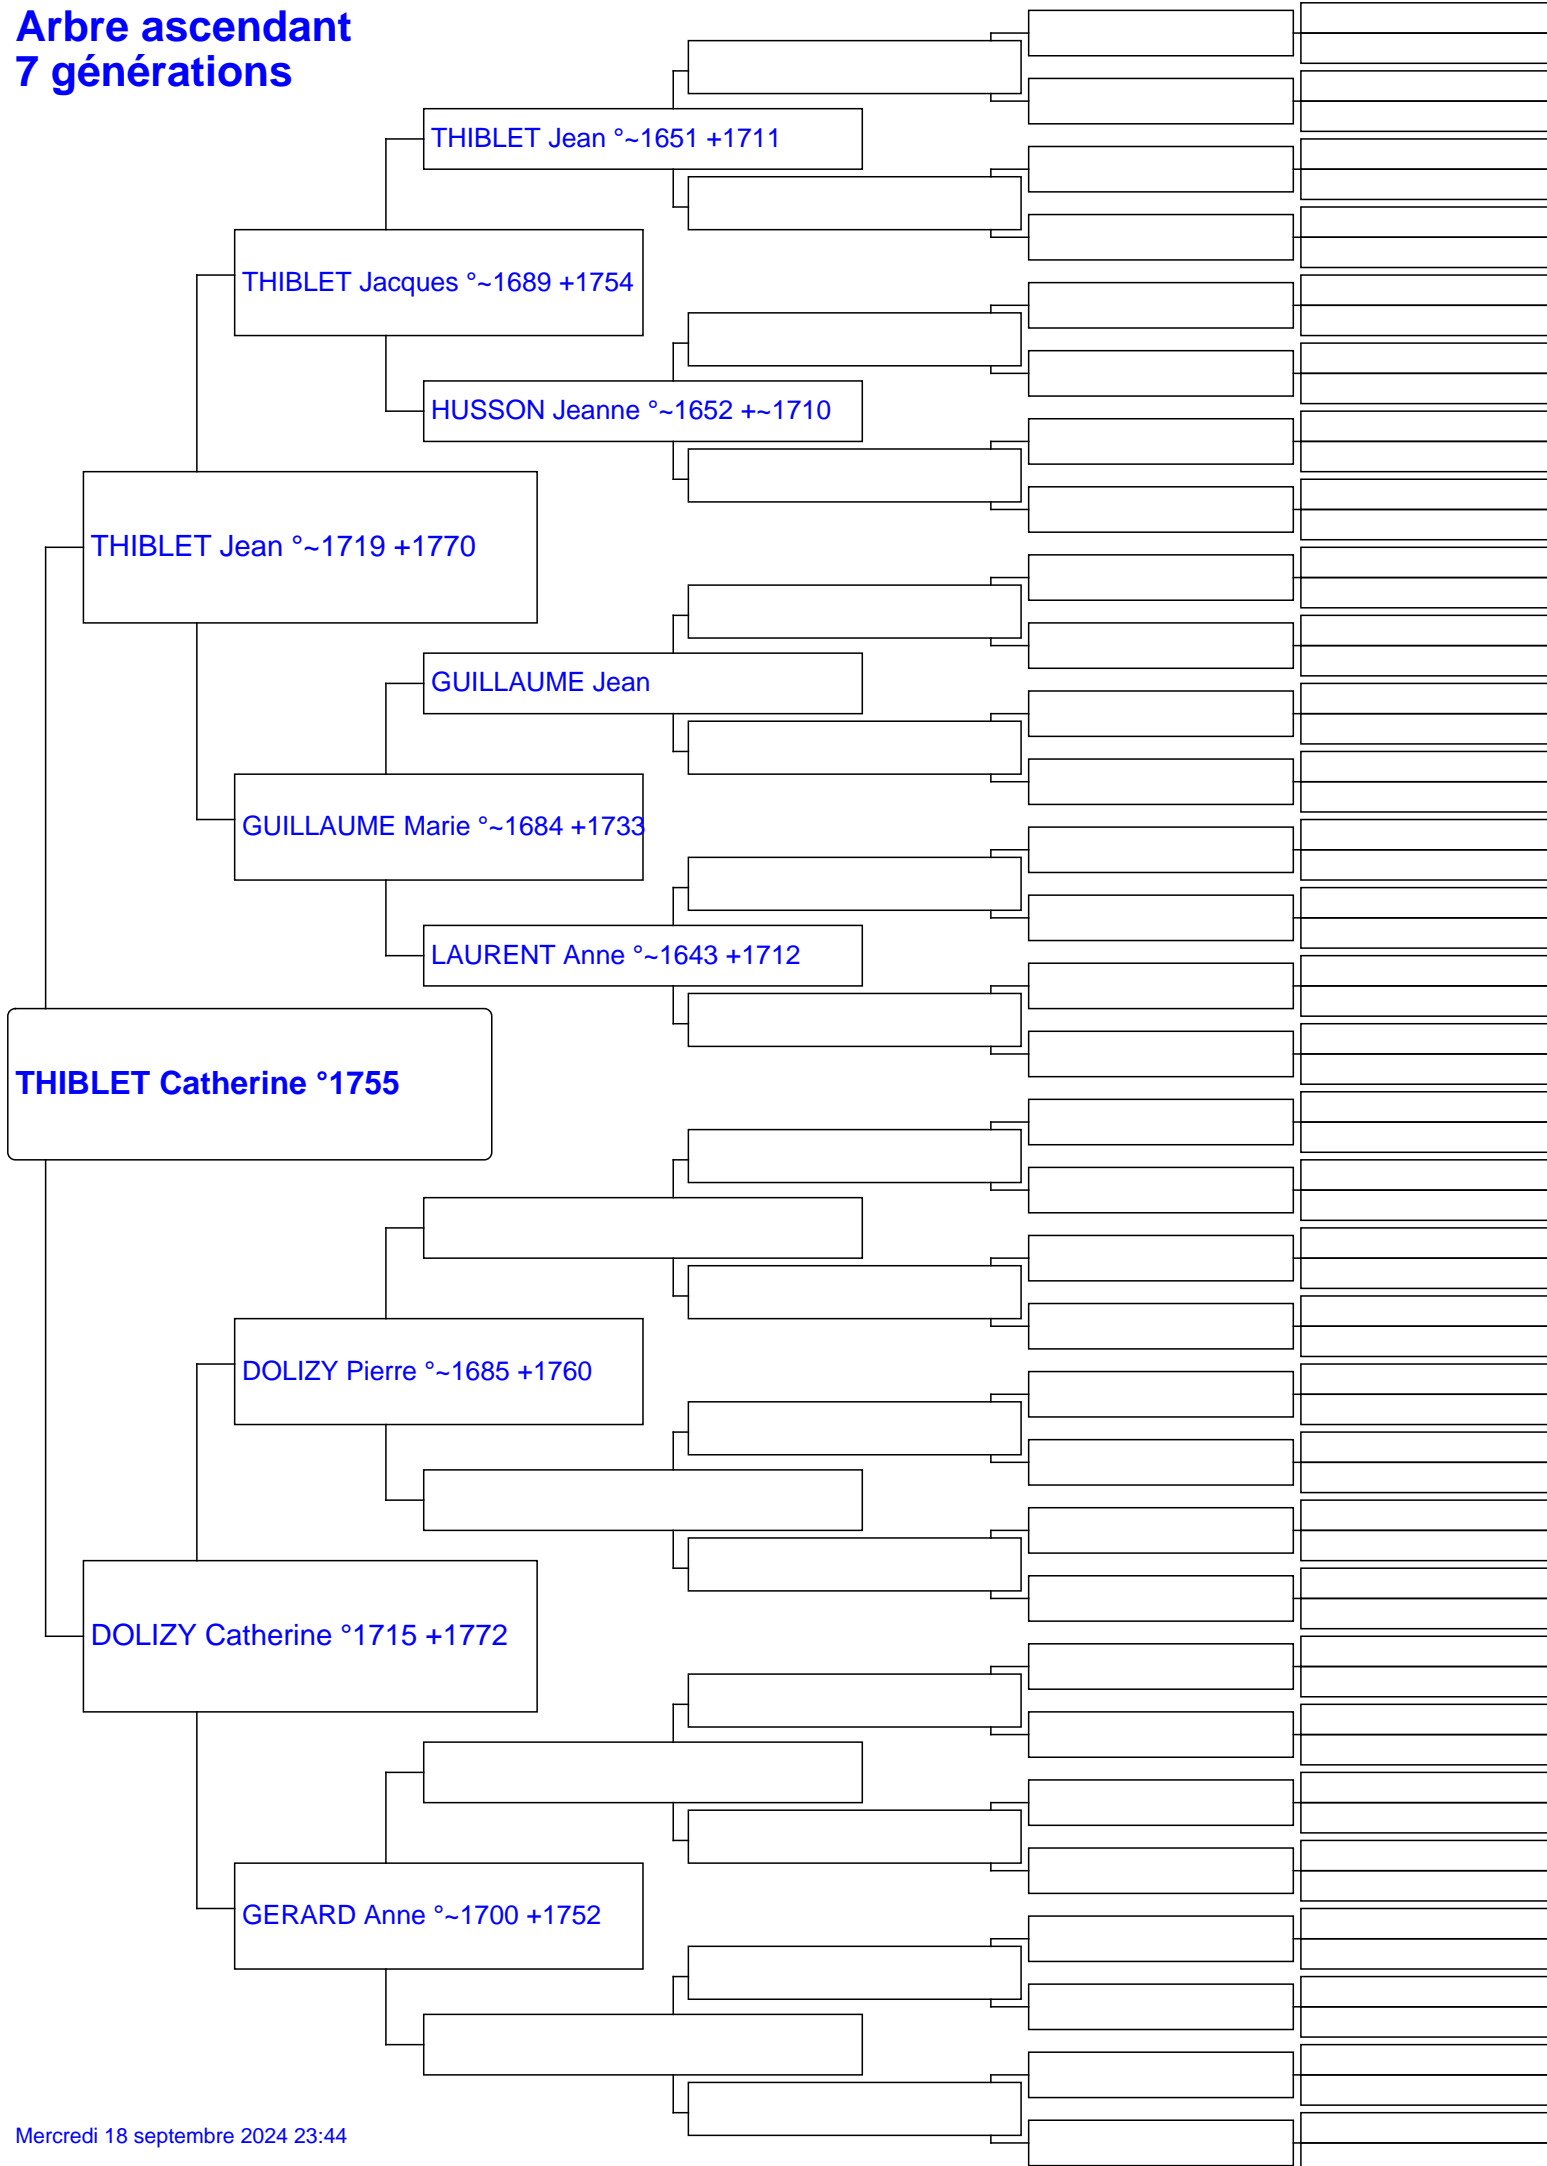 Arbre ascendant
7 générations
THIBLET Jean °~1651 +1711
THIBLET Jacques °~1689 +1754
HUSSON Jeanne °~1652 +~1710
THIBLET Jean °~1719 +1770
GUILLAUME Jean
GUILLAUME Marie °~1684 +1733
LAURENT Anne °~1643 +1712
THIBLET Catherine °1755
DOLIZY Pierre °~1685 +1760
DOLIZY Catherine °1715 +1772
GERARD Anne °~1700 +1752
Mercredi 18 septembre 2024 23:44